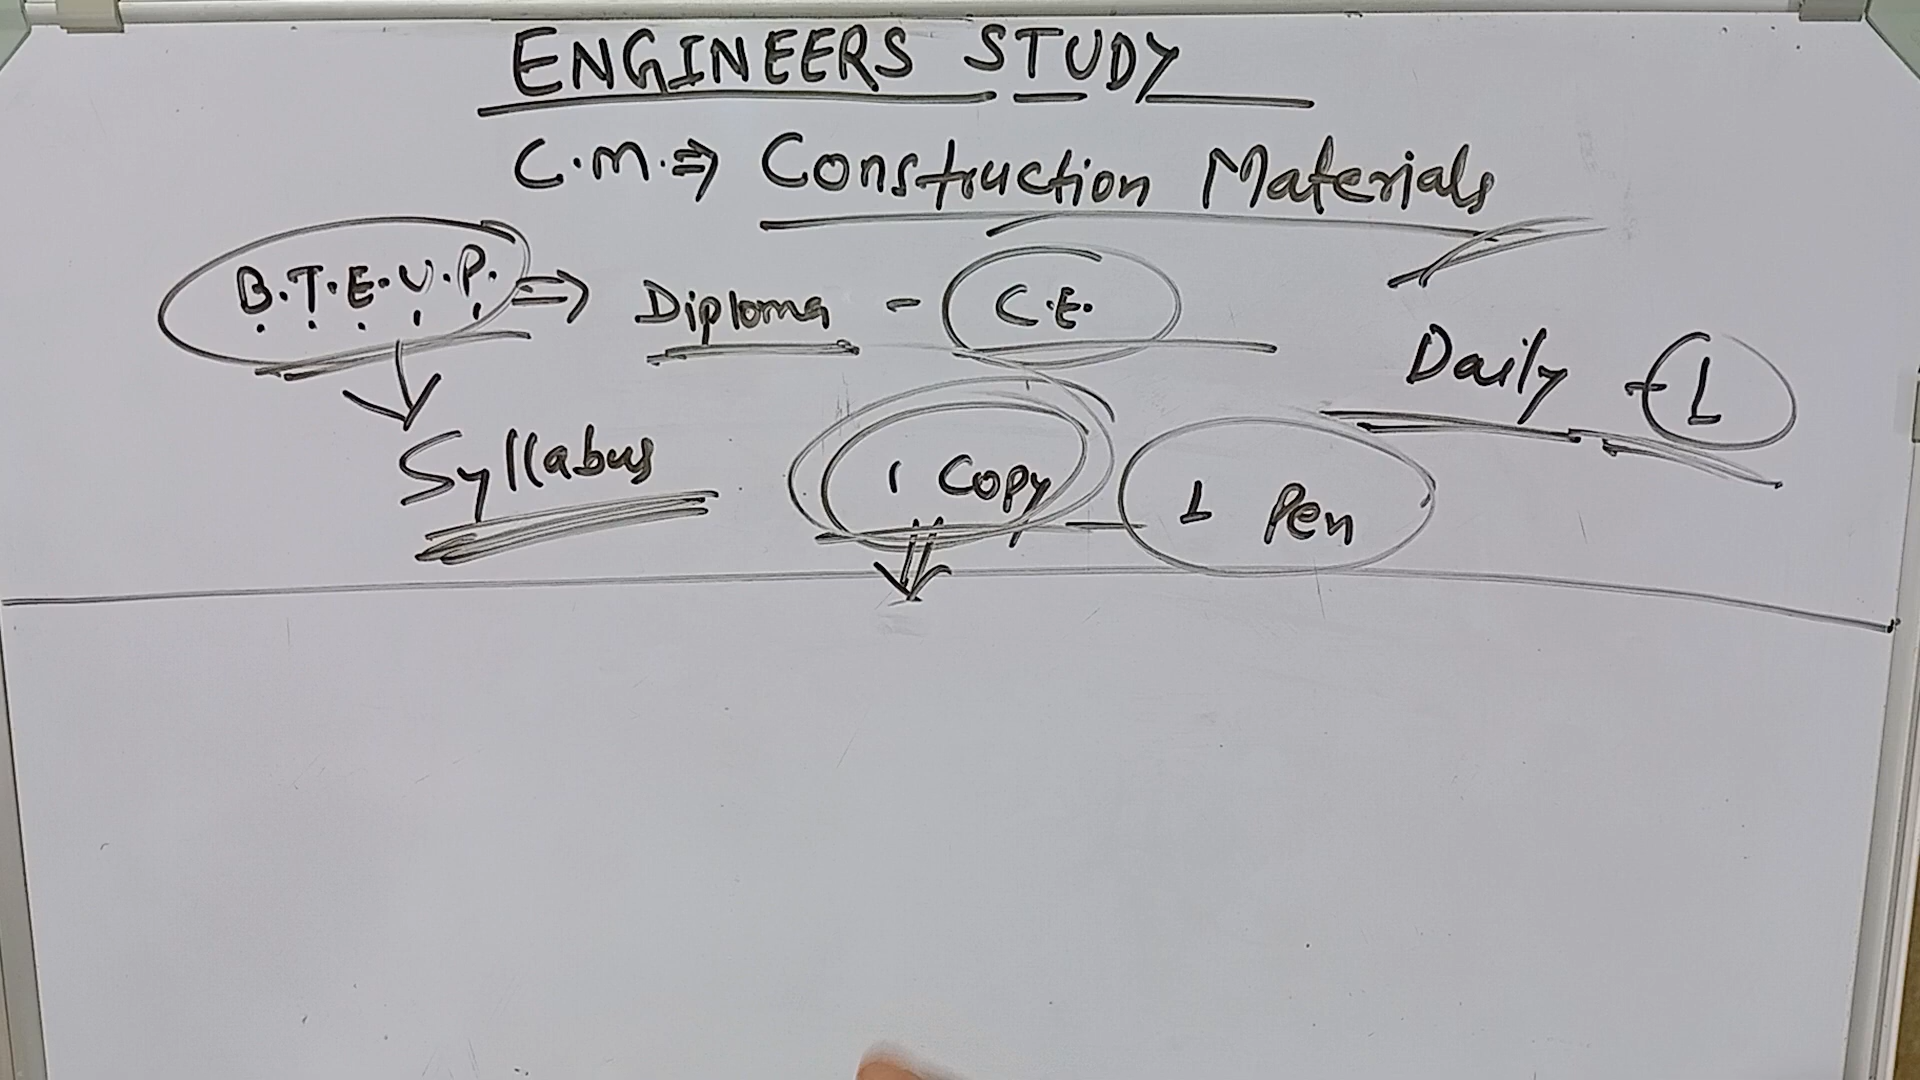 ENGINEERS STUDY
C.M. ⇒ Construction Materials
B.T.E.U.P. ⇒ Diploma - C.E.
Daily - 1
Syllabus
1 Copy - 1 Pen